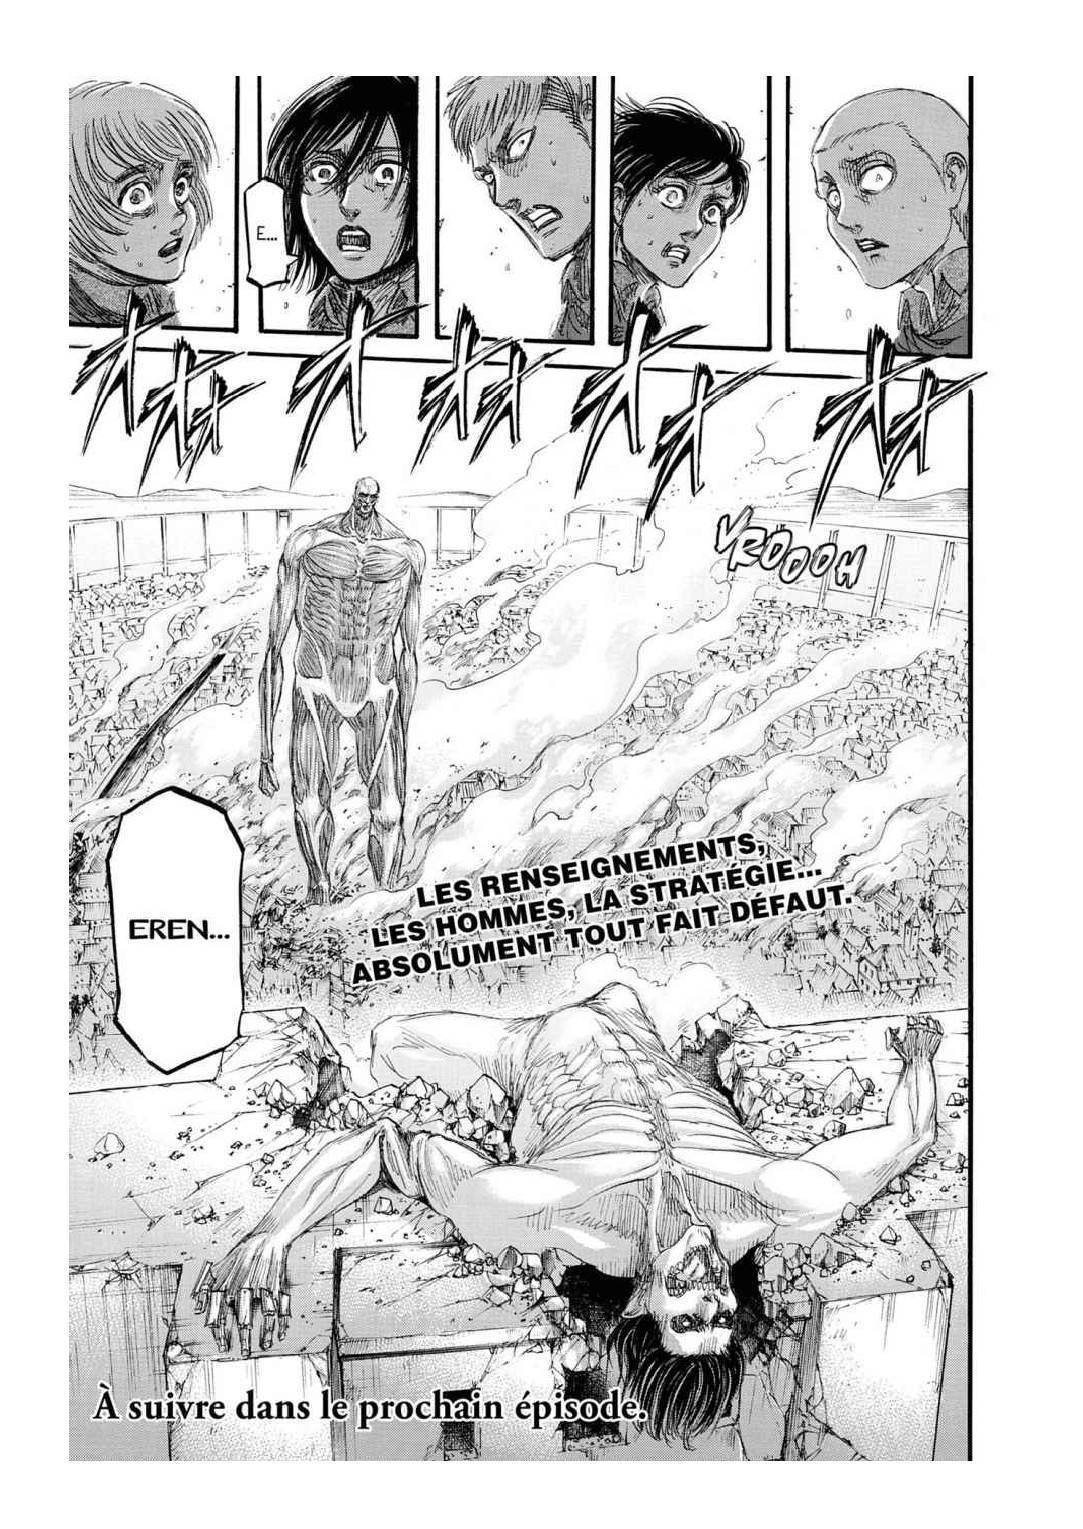 E...
VROOOH
LES RENSEIGNEMENTS,
LES HOMMES, LA STRATÉGIE...
ABSOLUMENT TOUT FAIT DÉFAUT.
EREN...
À suivre dans le prochain épisode.